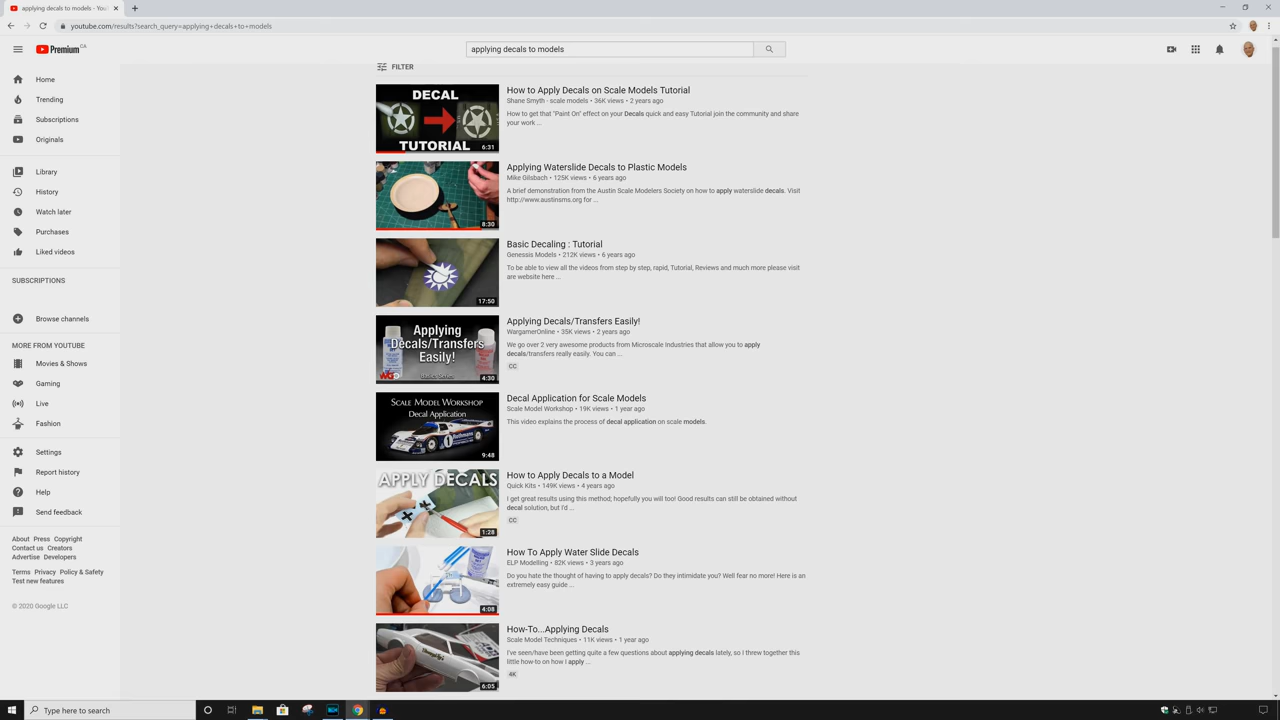 applying decals to models - You
youtube.com/results?search_query=applying+decals+to+models
Premium CA
applying decals to models
Home
Trending
Subscriptions
Originals
Library
History
Watch later
Purchases
Liked videos
SUBSCRIPTIONS
Browse channels
MORE FROM YOUTUBE
Movies & Shows
Gaming
Live
Fashion
Settings
Report history
Help
Send feedback
About Press Copyright
Contact us Creators
Advertise Developers
Terms Privacy Policy & Safety
Test new features
© 2020 Google LLC
FILTER
DECAL
TUTORIAL
6:31
How to Apply Decals on Scale Models Tutorial
Shane Smyth - scale models • 36K views • 2 years ago
How to get that "Paint On" effect on your Decals quick and easy Tutorial join the community and share
your work ...
8:30
Applying Waterslide Decals to Plastic Models
Mike Gilsbach • 125K views • 6 years ago
A brief demonstration from the Austin Scale Modelers Society on how to apply waterslide decals. Visit
http://www.austinsms.org for ...
17:50
Basic Decaling : Tutorial
Genessis Models • 212K views • 6 years ago
To be able to view all the videos from step by step, rapid, Tutorial, Reviews and much more please visit
are website here ...
Applying
Decals/Transfers
Easily!
4:30
Applying Decals/Transfers Easily!
WargamerOnline • 35K views • 2 years ago
We go over 2 very awesome products from Microscale Industries that allow you to apply
decals/transfers really easily. You can ...
CC
SCALE MODEL WORKSHOP
Decal Application
1
9:48
Decal Application for Scale Models
Scale Model Workshop • 19K views • 1 year ago
This video explains the process of decal application on scale models.
APPLY DECALS
1:28
How to Apply Decals to a Model
Quick Kits • 149K views • 4 years ago
I get great results using this method; hopefully you will too! Good results can still be obtained without
decal solution, but I'd ...
CC
4:08
How To Apply Water Slide Decals
ELP Modelling • 82K views • 3 years ago
Do you hate the thought of having to apply decals? Do they intimidate you? Well fear no more! Here is an
extremely easy guide ...
6:05
How-To...Applying Decals
Scale Model Techniques • 11K views • 1 year ago
I've seen/have been getting quite a few questions about applying decals lately, so i threw together this
little how-to on how i apply ...
4K
Type here to search